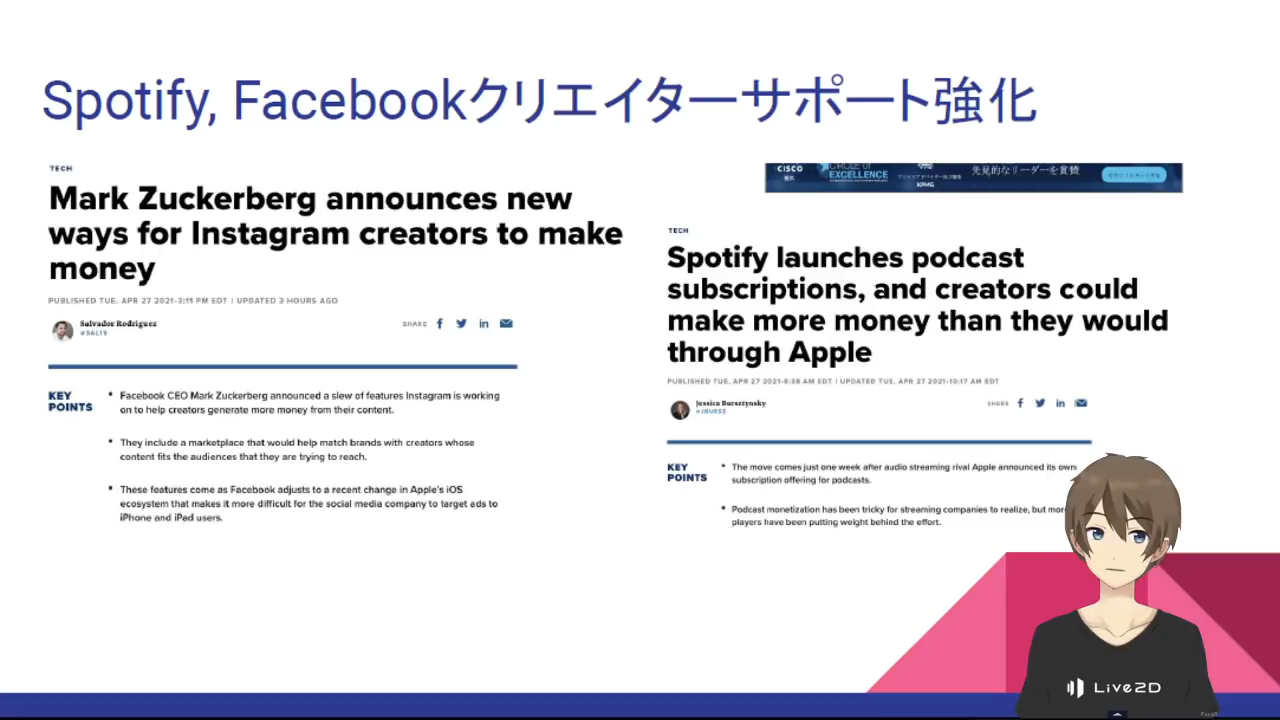 Spotify, Facebookクリエイターサポート強化
TECH
Mark Zuckerberg announces new
ways for Instagram creators to make
money
PUBLISHED TUE, APR 27 2021-3:11 PM EDT | UPDATED 3 HOURS AGO
Salvador Rodriguez
@SAL19
SHARE
KEY
POINTS
• Facebook CEO Mark Zuckerberg announced a slew of features Instagram is working
on to help creators generate more money from their content.
• They include a marketplace that would help match brands with creators whose
content fits the audiences that they are trying to reach.
• These features come as Facebook adjusts to a recent change in Apple's iOS
ecosystem that makes it more difficult for the social media company to target ads to
iPhone and iPad users.
CISCO
CIRCLE of
EXCELLENCE
KPMG
先見的なリーダーを賞賛
TECH
Spotify launches podcast
subscriptions, and creators could
make more money than they would
through Apple
PUBLISHED TUE, APR 27 2021-8:38 AM EDT | UPDATED TUE, APR 27 2021-10:17 AM EDT
Jessica Bursztynsky
@JBURSZ
SHARE
KEY
POINTS
• The move comes just one week after audio streaming rival Apple announced its own
subscription offering for podcasts.
• Podcast monetization has been tricky for streaming companies to realize, but mor
players have been putting weight behind the effort.
Live2D